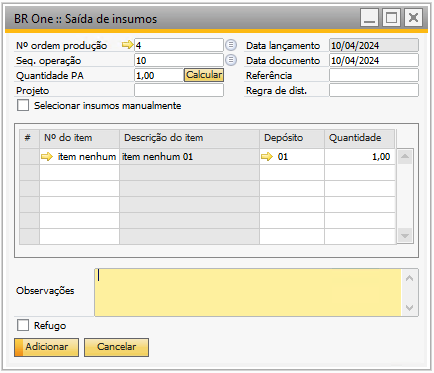 BR One :: Saída de insumos
Nº ordem produção 4 Data lançamento 10/04/2024
Seq. operação 10 Data documento 10/04/2024
Quantidade PA 1,00 Calcular Referência
Projeto Regra de dist.
Selecionar insumos manualmente
# Nº do item Descrição do item Depósito Quantidade
item nenhum item nenhum 01 01 1,00
Observações
Refugo
Adicionar Cancelar